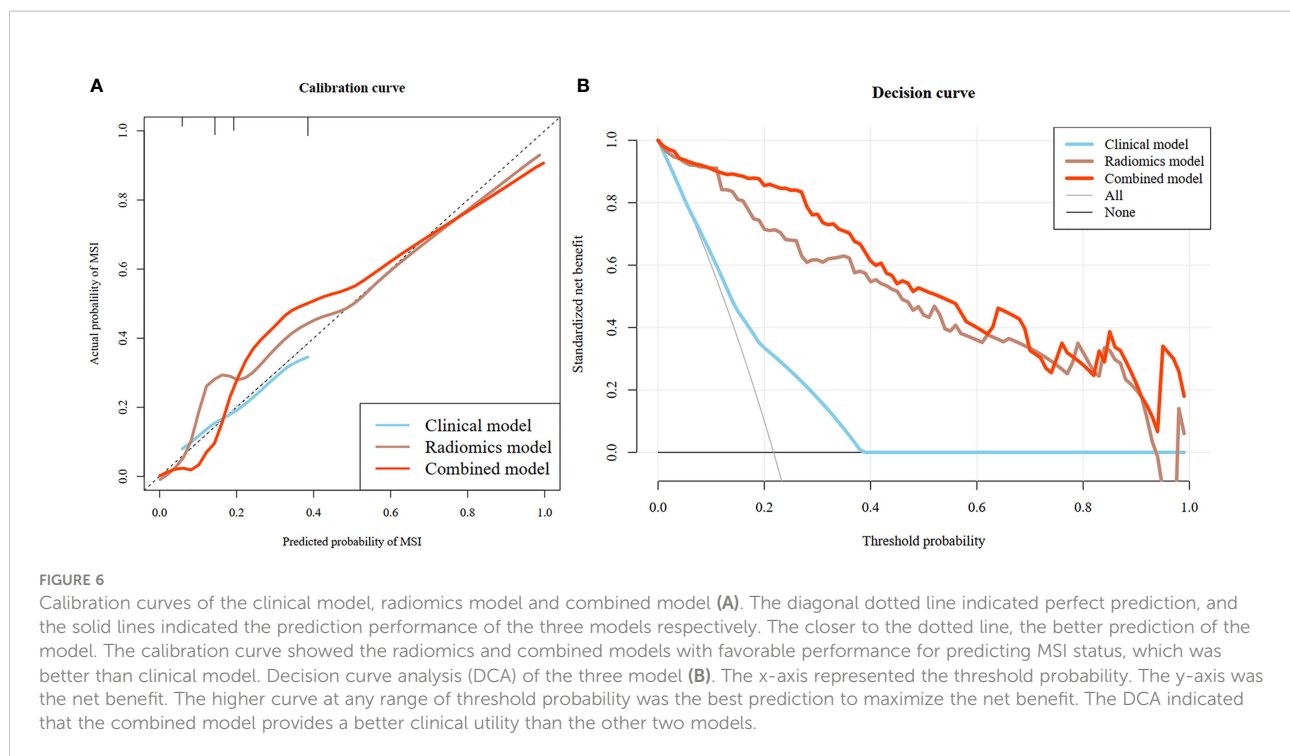 A
Calibration curve
Actual probability of MSI
0.0 0.2 0.4 0.6 0.8 1.0
Clinical model
Radiomics model
Combined model
0.0 0.2 0.4 0.6 0.8 1.0
Predicted probability of MSI
B
Decision curve
Standardized net benefit
0.0 0.2 0.4 0.6 0.8 1.0
Clinical model
Radiomics model
Combined model
All
None
0.0 0.2 0.4 0.6 0.8 1.0
Threshold probability
FIGURE 6
Calibration curves of the clinical model, radiomics model and combined model (A). The diagonal dotted line indicated perfect prediction, and
the solid lines indicated the prediction performance of the three models respectively. The closer to the dotted line, the better prediction of the
model. The calibration curve showed the radiomics and combined models with favorable performance for predicting MSI status, which was
better than clinical model. Decision curve analysis (DCA) of the three model (B). The x-axis represented the threshold probability. The y-axis was
the net benefit. The higher curve at any range of threshold probability was the best prediction to maximize the net benefit. The DCA indicated
that the combined model provides a better clinical utility than the other two models.